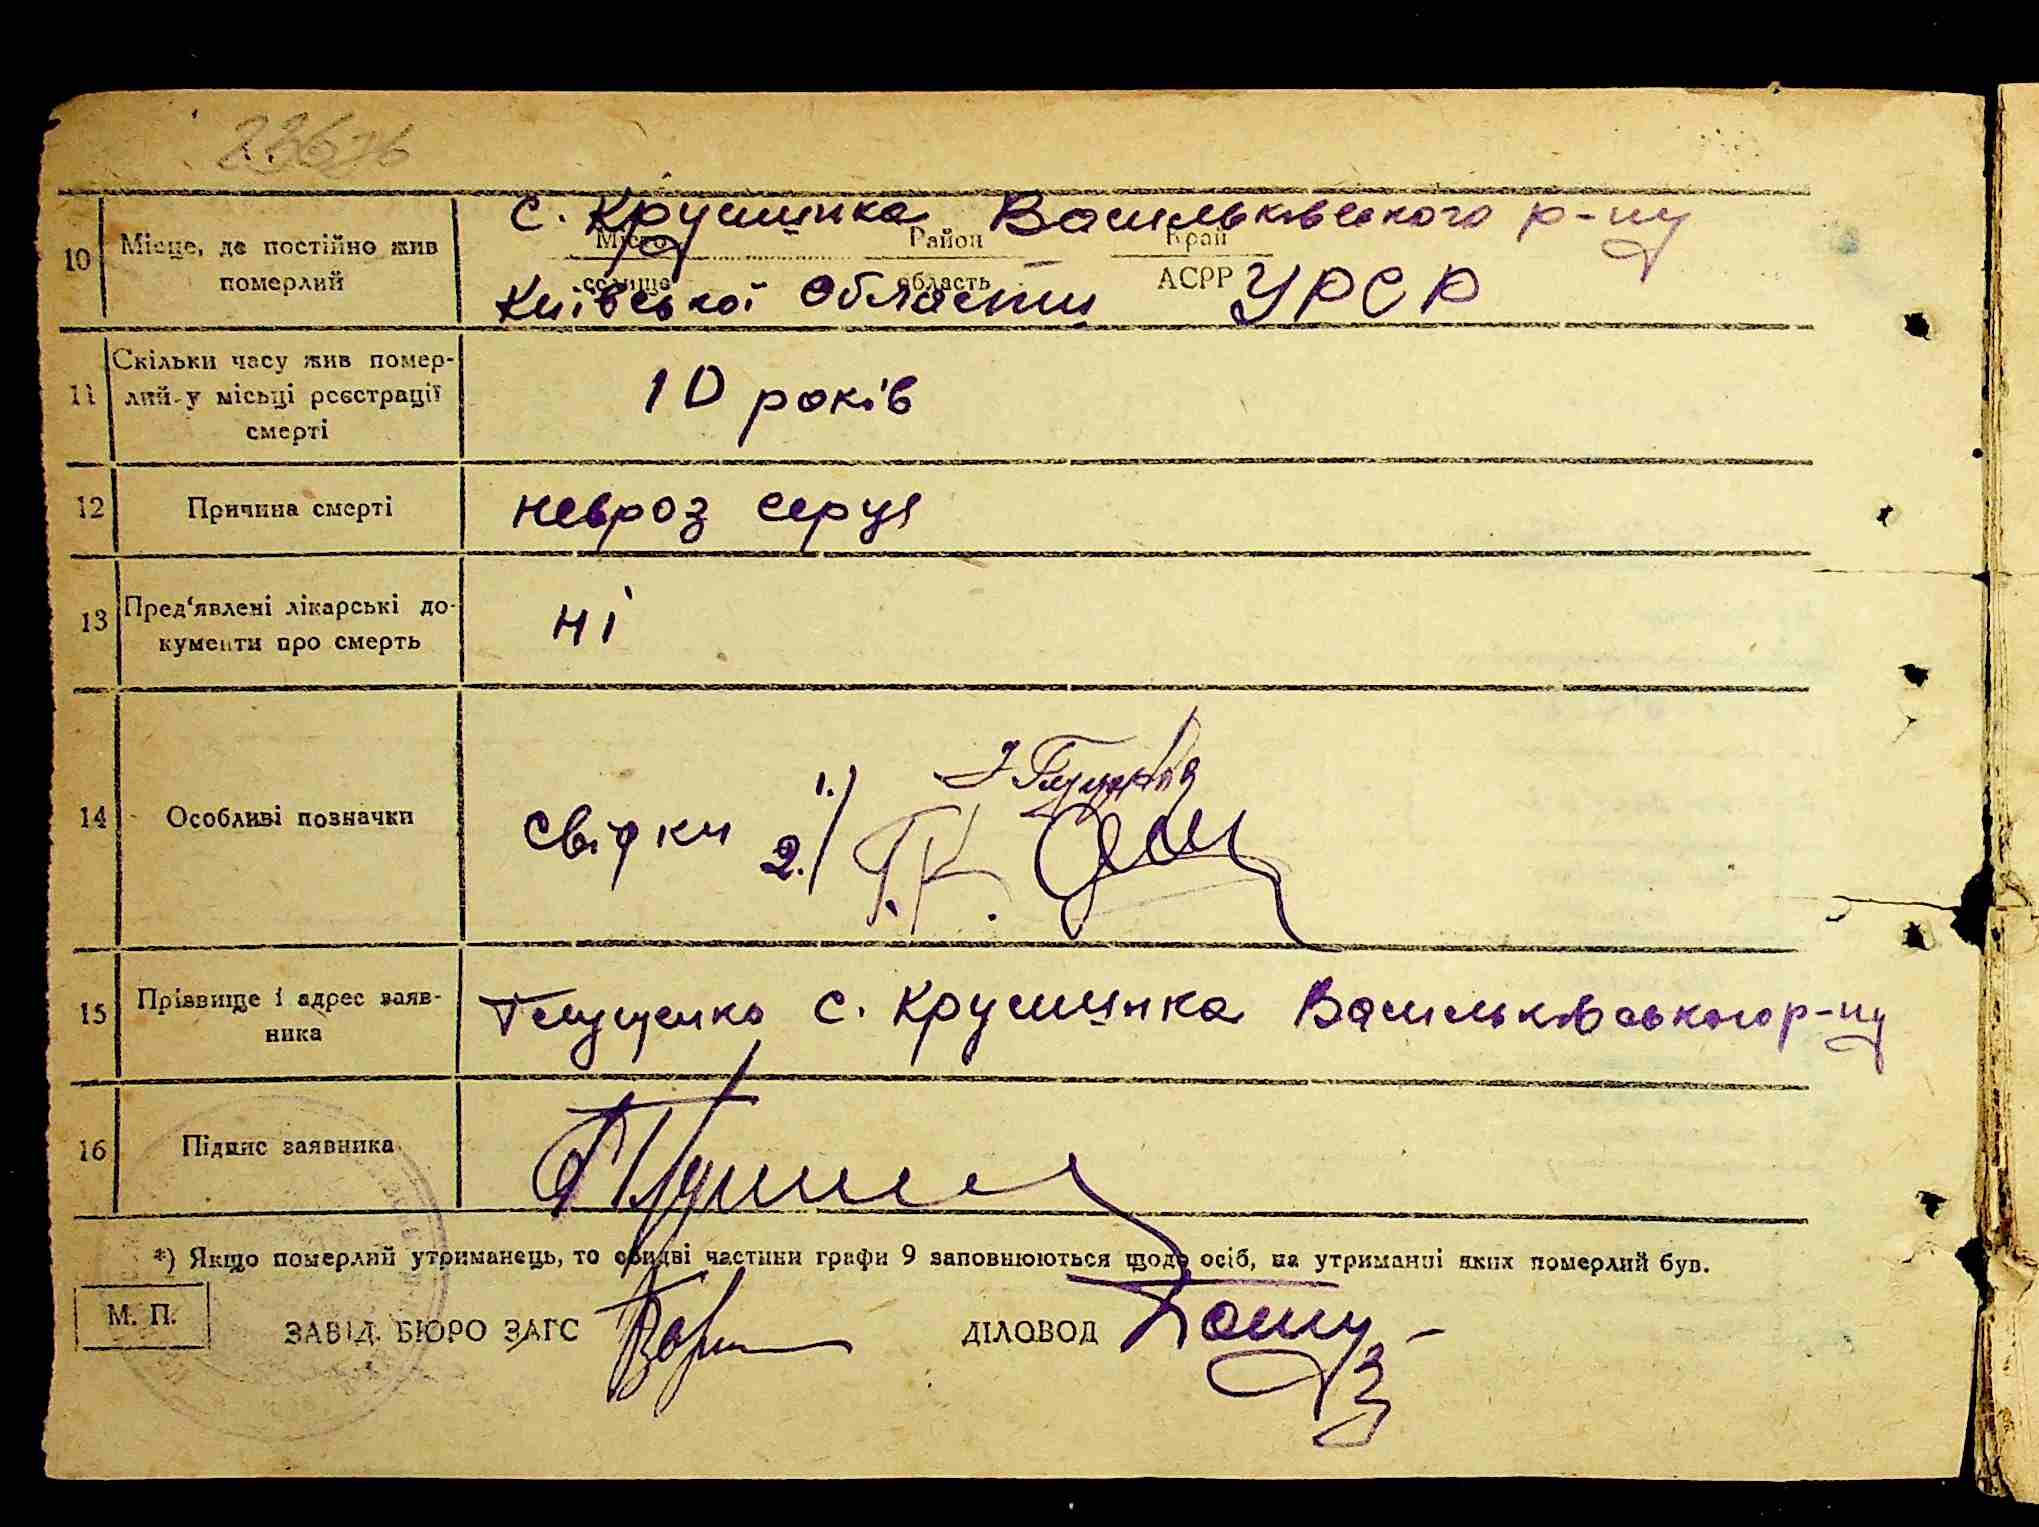 10 Місце, де постійно жив
померлий
с. Крушинка Васильківського р-ну
Місто Район Край
селище область АСРР
Київської області УРСР
11 Скільки часу жив помер-
лий у місьці реєстрації
смерті
10 років
12 Причина смерті
невроз серця
13 Пред'явлені лікарські до-
кументи про смерть
ні
14 Особливі позначки
свідки 1.)
2.) Г.К.
15 Прізвище і адрес заяв-
ника
с. Крушинка Васильківського р-ну
16 Підпис заявника
*) Якщо померлий утриманець, то обидві частини графи 9 заповнюються щодо осіб, на утриманні яких померлий був.
М. П.
ЗАВІД. БЮРО ЗАГС ДІЛОВОД